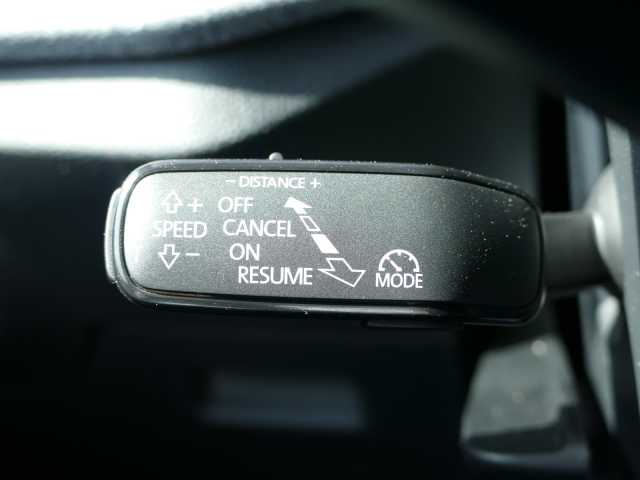 - DISTANCE +
+ OFF
SPEED CANCEL
- ON
RESUME
MODE